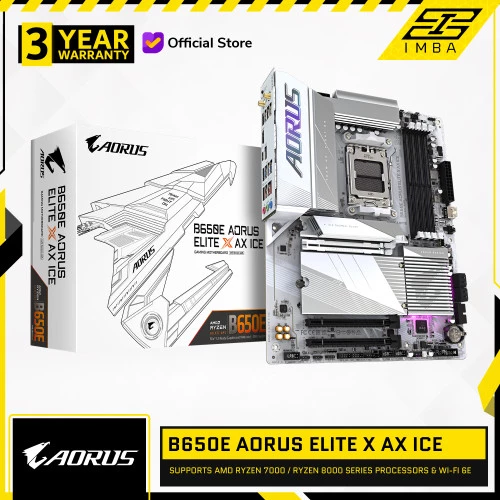 3 YEAR
WARRANTY
Official Store
IMBA
AORUS
B650E AORUS
ELITE X AX ICE
B650E
AORUS
B650E AORUS
ELITE X AX ICE
AMD
RYZEN
B650E
AORUS
AORUS
B650E AORUS ELITE X AX ICE
SUPPORTS AMD RYZEN 7000 / RYZEN 8000 SERIES PROCESSORS & WI-FI 6E